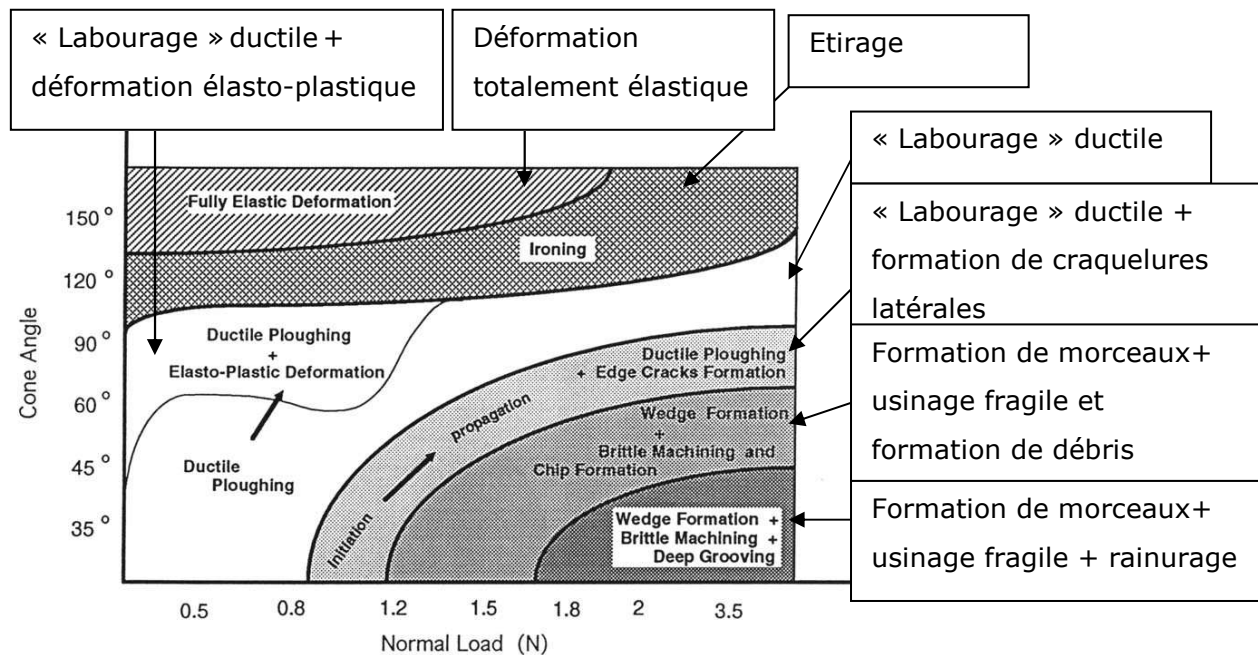 « Labourage » ductile +
déformation élasto-plastique
Déformation
totalement élastique
Etirage
« Labourage » ductile
« Labourage » ductile +
formation de craquelures
latérales
Formation de morceaux+
usinage fragile et
formation de débris
Formation de morceaux+
usinage fragile + rainurage
Cone Angle
150 °
120 °
90 °
60 °
45 °
35 °
Fully Elastic Deformation
Ironing
Ductile Ploughing
+
Elasto-Plastic Deformation
Ductile
Ploughing
Initiation
propagation
Ductile Ploughing
+ Edge Cracks Formation
Wedge Formation
+
Brittle Machining and
Chip Formation
Wedge Formation +
Brittle Machining +
Deep Grooving
0.5 0.8 1.2 1.5 1.8 2 3.5
Normal Load (N)